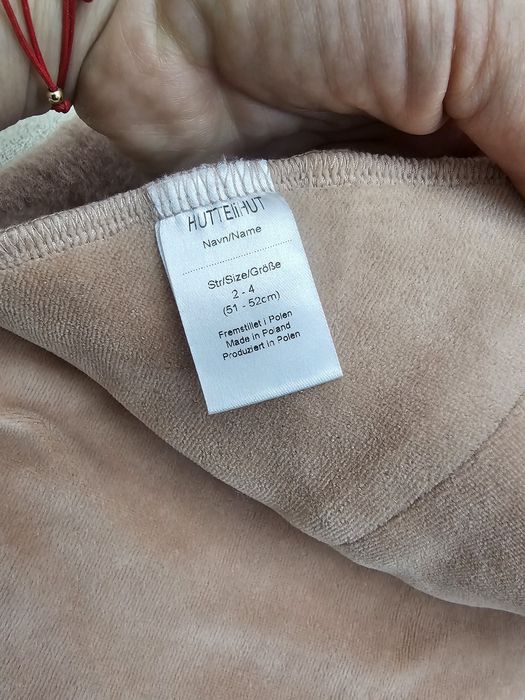 HUTTEliHUT
Navn/Name
Str/Size/Größe
2 - 4
(51 - 52cm)
Fremstillet i Polen
Made in Poland
Produziert in Polen